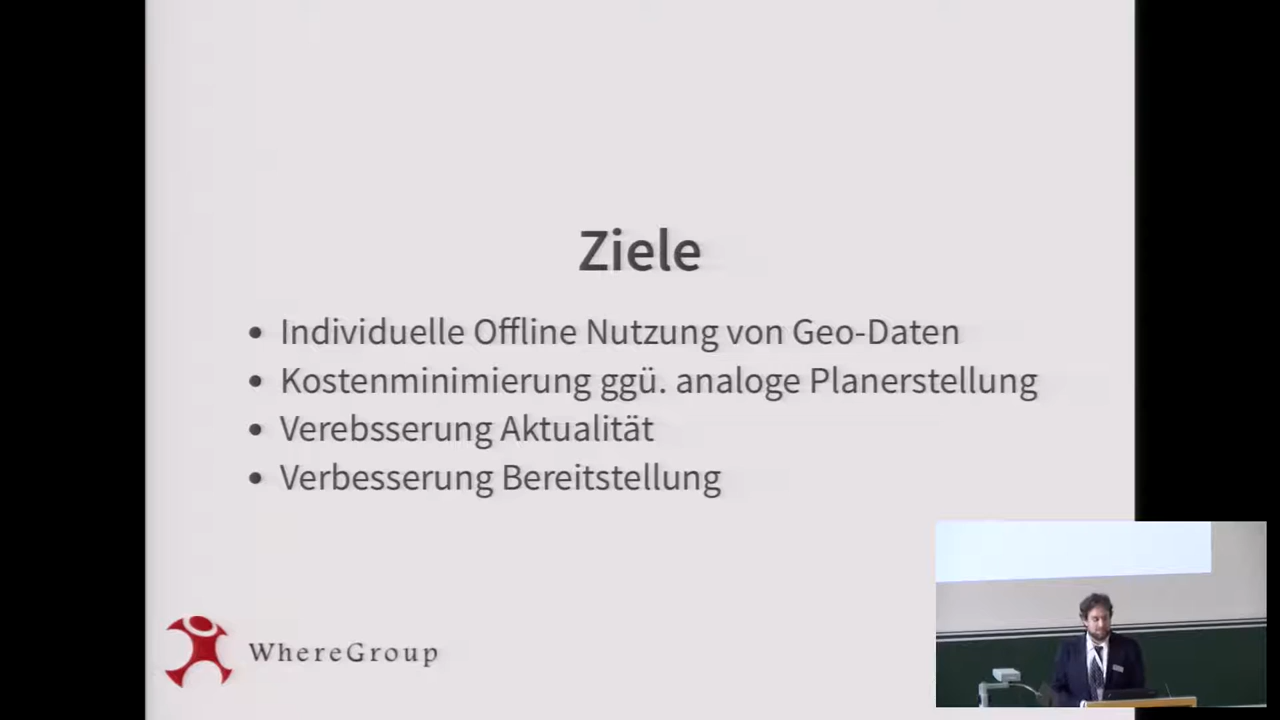 Ziele
• Individuelle Offline Nutzung von Geo-Daten
• Kostenminimierung ggü. analoge Planerstellung
• Verebsserung Aktualität
• Verbesserung Bereitstellung
WhereGroup